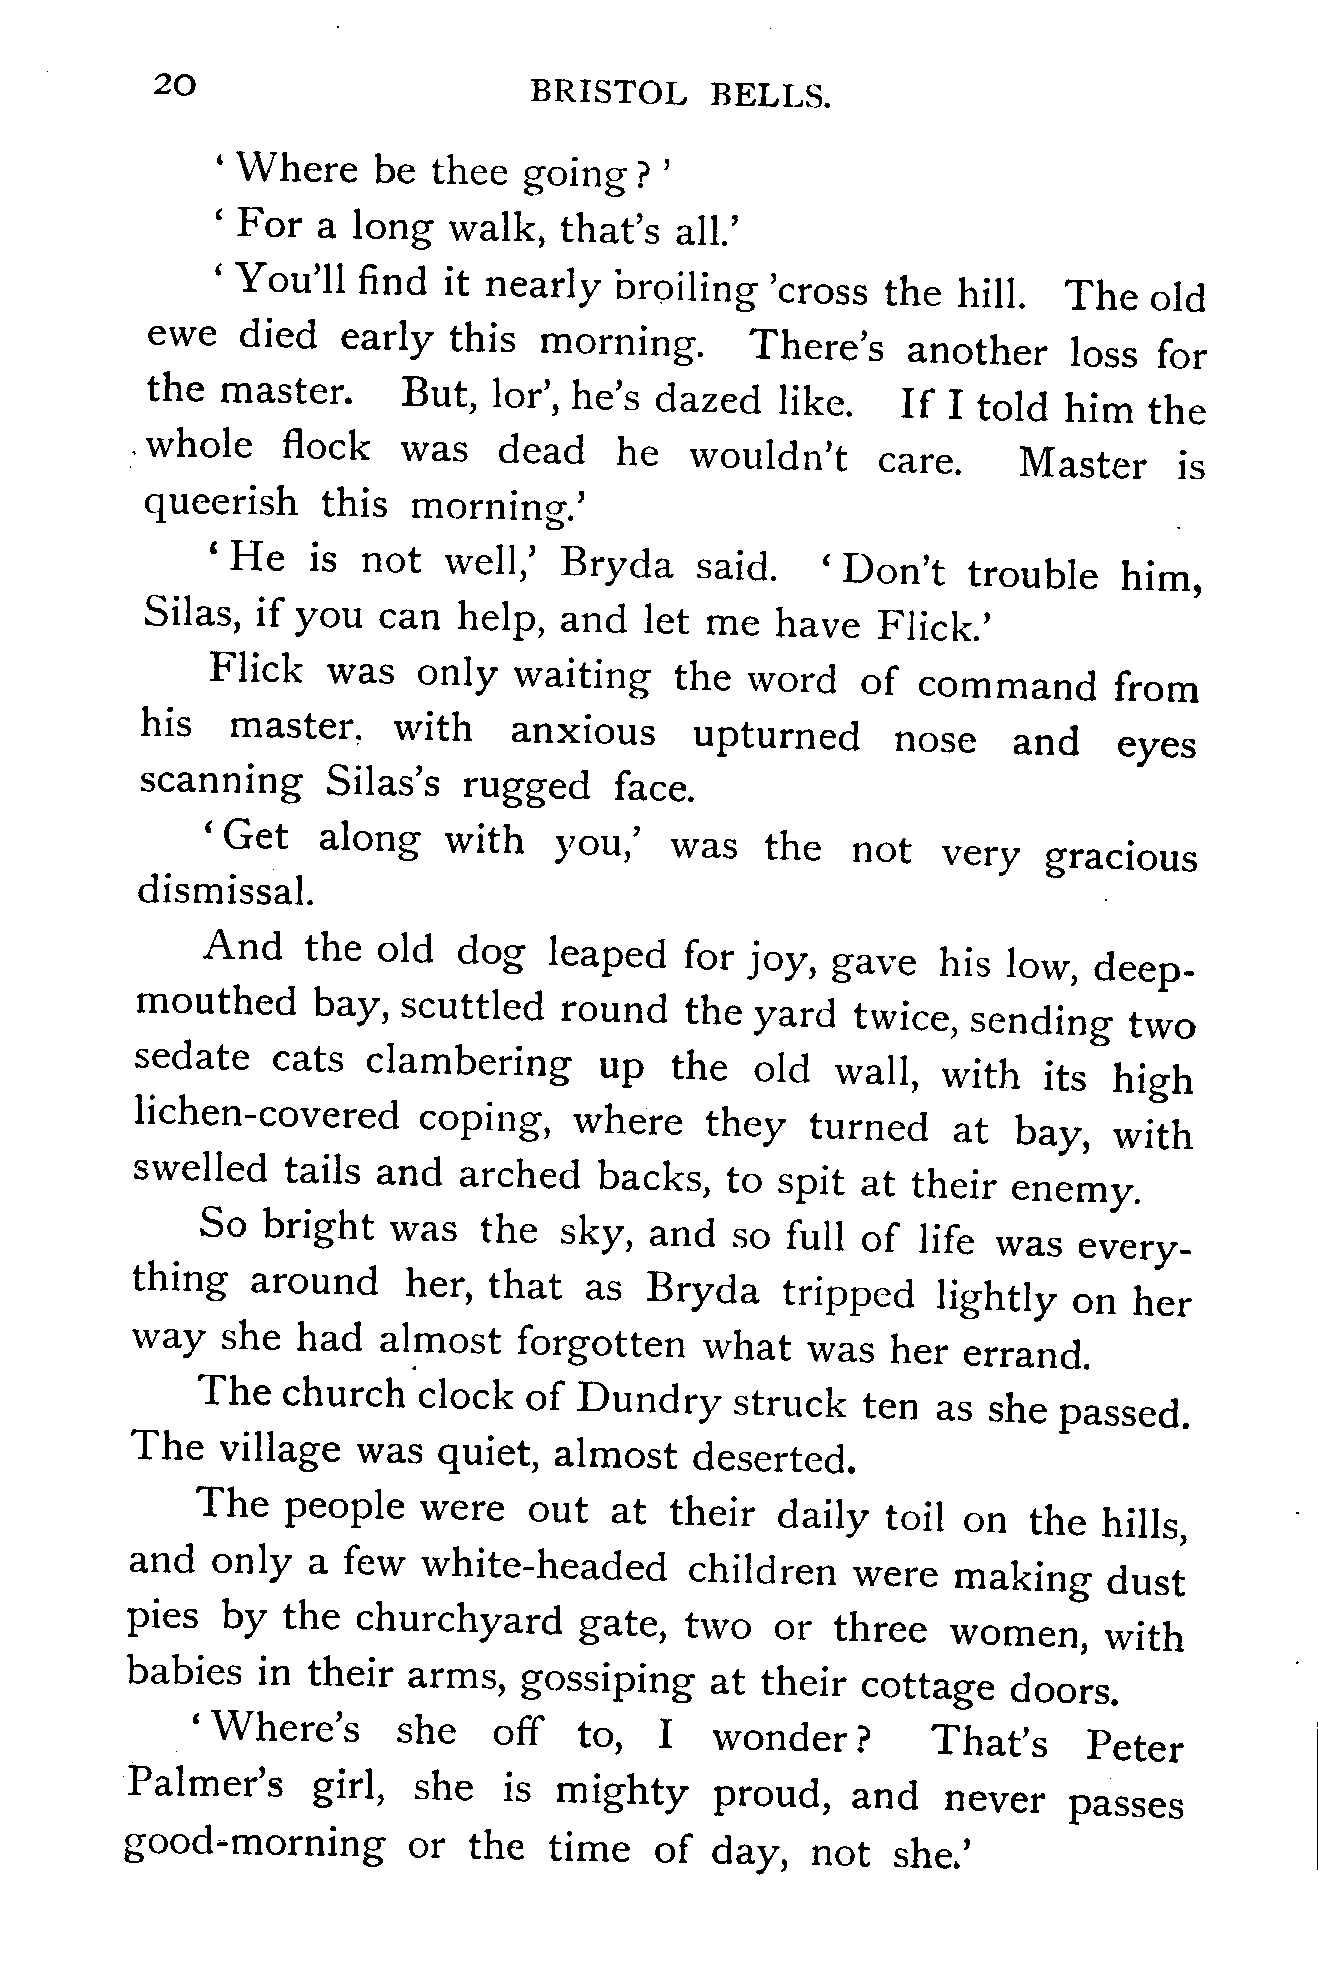 20 BRISTOL BELLS.
‘ Where be thee going ? ’
‘ For a long walk, that’s all.’
‘ You’ll find it nearly broiling ’cross the hill. The old
ewe died early this morning. There’s another loss for
the master. But, lor’, he’s dazed like. If I told him the
whole flock was dead he wouldn’t care. Master is
queerish this morning.’
‘ He is not well,’ Bryda said. ‘ Don’t trouble him,
Silas, if you can help, and let me have Flick.’
Flick was only waiting the word of command from
his master, with anxious upturned nose and eyes
scanning Silas’s rugged face.
‘ Get along with you,’ was the not very gracious
dismissal.
And the old dog leaped for joy, gave his low, deep-
mouthed bay, scuttled round the yard twice, sending two
sedate cats clambering up the old wall, with its high
lichen-covered coping, where they turned at bay, with
swelled tails and arched backs, to spit at their enemy.
So bright was the sky, and so full of life was every-
thing around her, that as Bryda tripped lightly on her
way she had almost forgotten what was her errand.
The church clock of Dundry struck ten as she passed.
The village was quiet, almost deserted.
The people were out at their daily toil on the hills,
and only a few white-headed children were making dust
pies by the churchyard gate, two or three women, with
babies in their arms, gossiping at their cottage doors.
‘ Where’s she off to, I wonder ? That’s Peter
Palmer’s girl, she is mighty proud, and never passes
good-morning or the time of day, not she.’